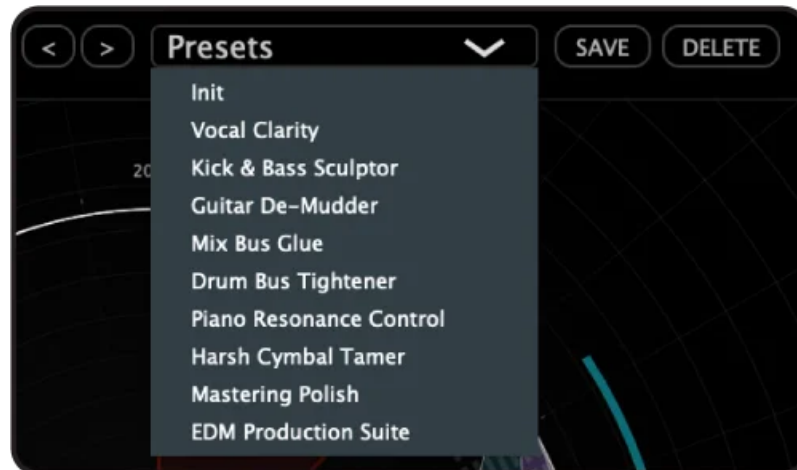 < > Presets SAVE DELETE
Init
Vocal Clarity
20
Kick & Bass Sculptor
Guitar De-Mudder
Mix Bus Glue
Drum Bus Tightener
Piano Resonance Control
Harsh Cymbal Tamer
Mastering Polish
EDM Production Suite